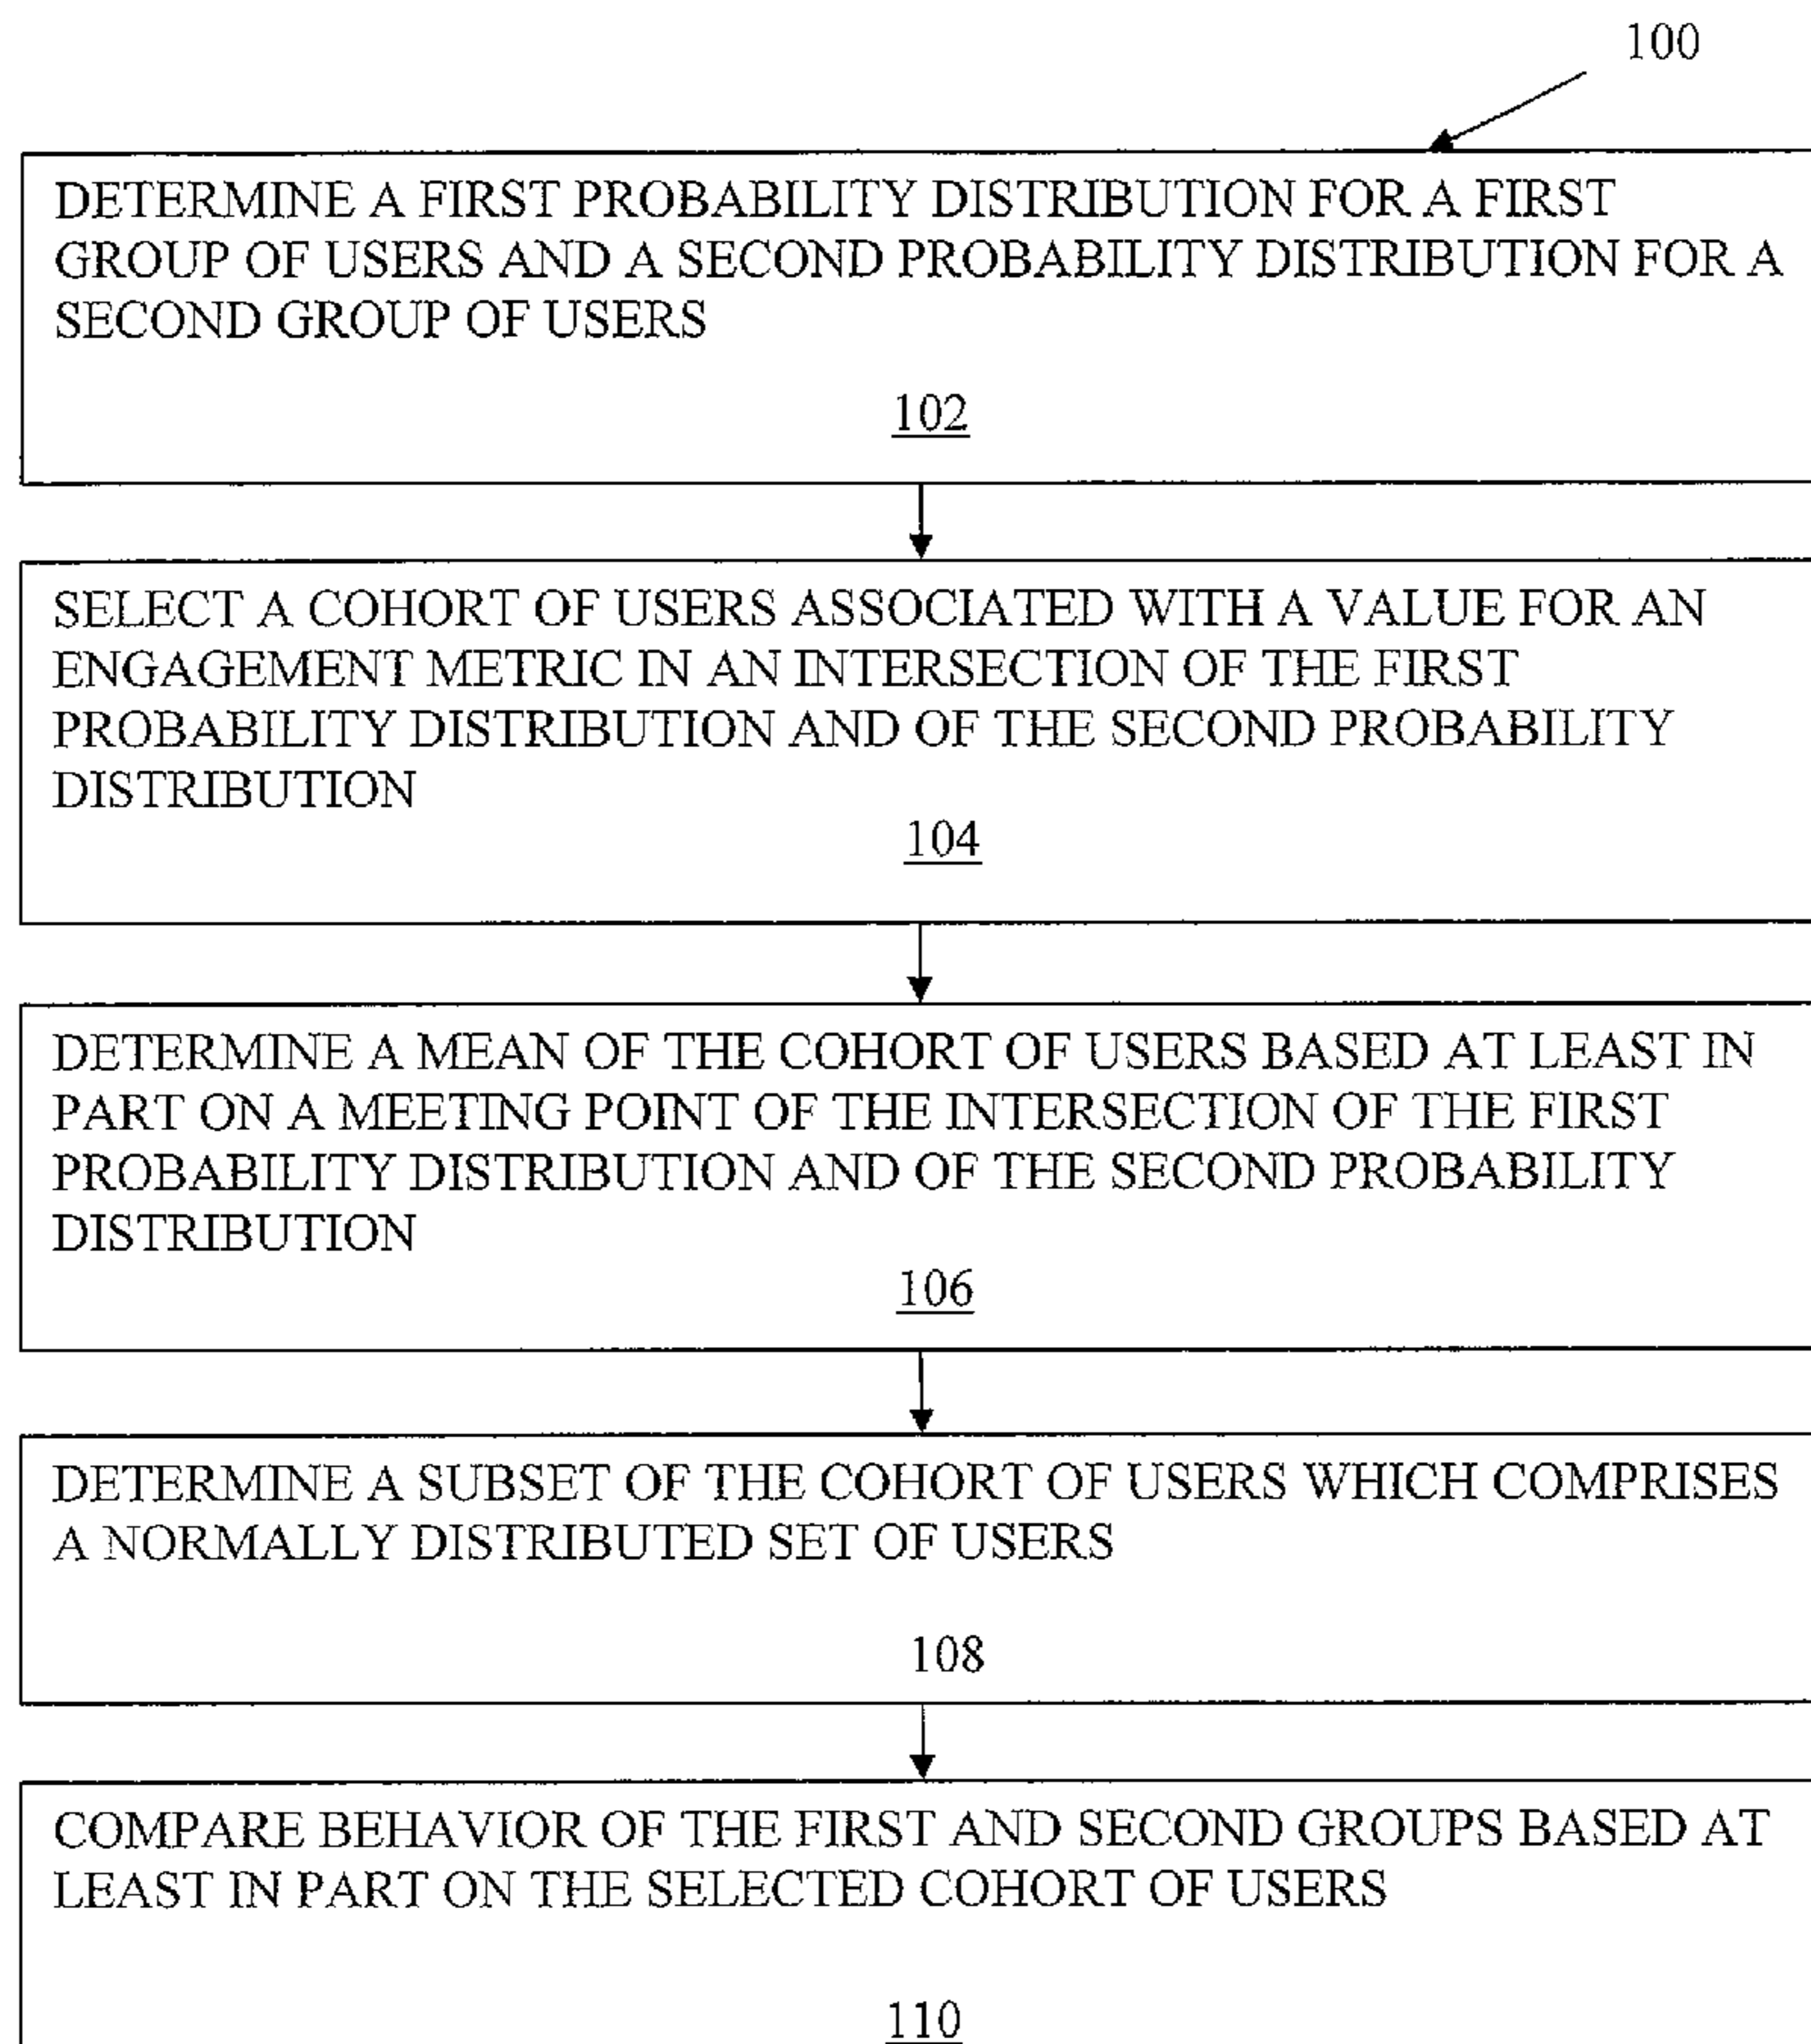 100
DETERMINE A FIRST PROBABILITY DISTRIBUTION FOR A FIRST
GROUP OF USERS AND A SECOND PROBABILITY DISTRIBUTION FOR A
SECOND GROUP OF USERS
102
SELECT A COHORT OF USERS ASSOCIATED WITH A VALUE FOR AN
ENGAGEMENT METRIC IN AN INTERSECTION OF THE FIRST
PROBABILITY DISTRIBUTION AND OF THE SECOND PROBABILITY
DISTRIBUTION
104
DETERMINE A MEAN OF THE COHORT OF USERS BASED AT LEAST IN
PART ON A MEETING POINT OF THE INTERSECTION OF THE FIRST
PROBABILITY DISTRIBUTION AND OF THE SECOND PROBABILITY
DISTRIBUTION
106
DETERMINE A SUBSET OF THE COHORT OF USERS WHICH COMPRISES
A NORMALLY DISTRIBUTED SET OF USERS
108
COMPARE BEHAVIOR OF THE FIRST AND SECOND GROUPS BASED AT
LEAST IN PART ON THE SELECTED COHORT OF USERS
110